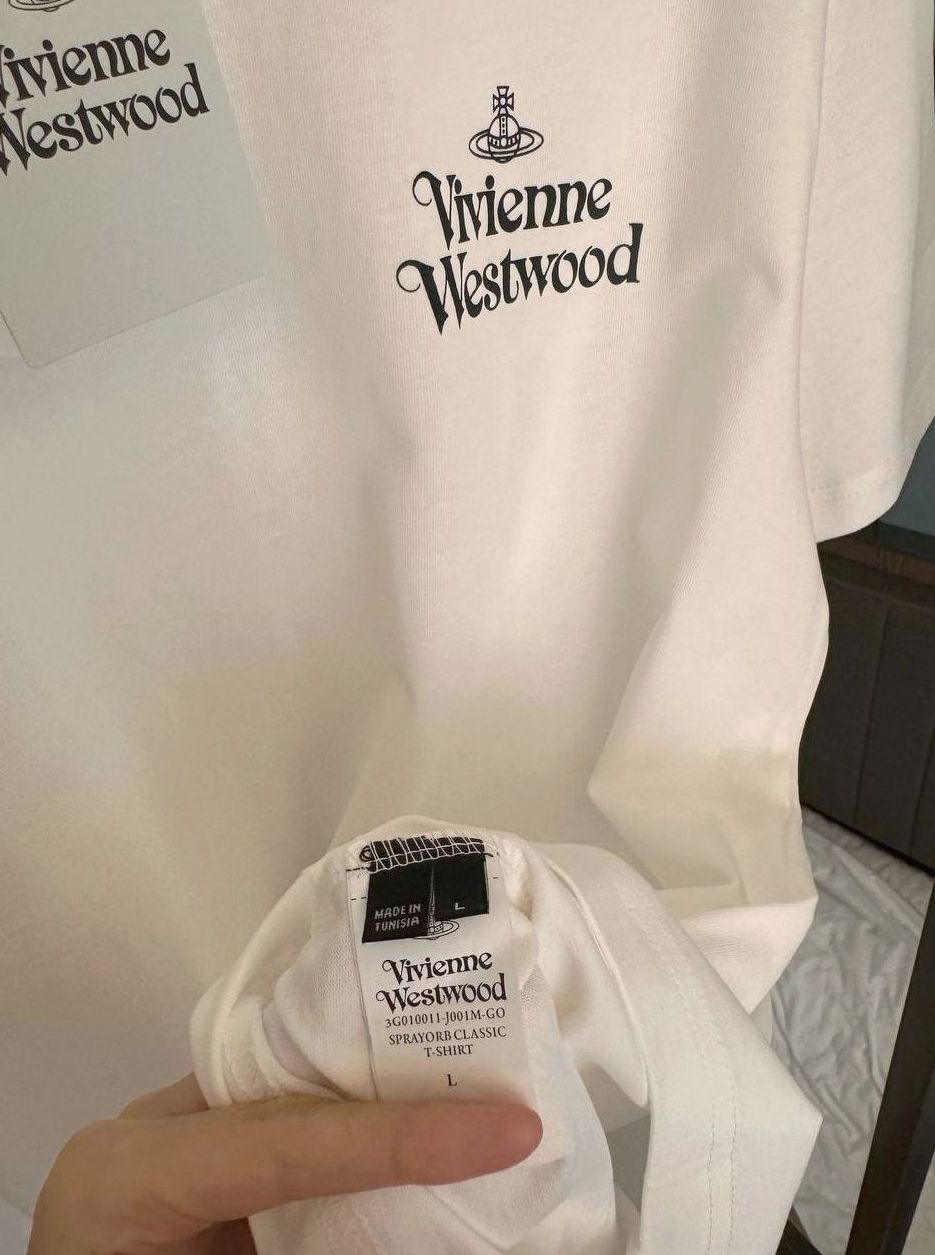 Vivienne
Westwood
Vivienne
Westwood
MADE IN
TUNISIA
L
Vivienne
Westwood
3G010011-J001M-GO
SPRAYORB CLASSIC
T-SHIRT
L